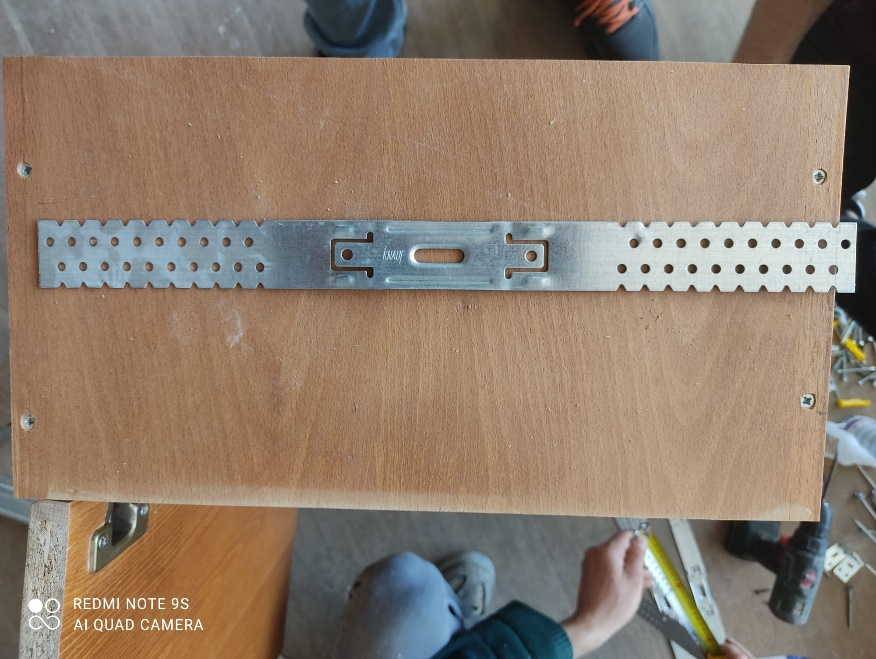 KNAUF
REDMI NOTE 9S
AI QUAD CAMERA